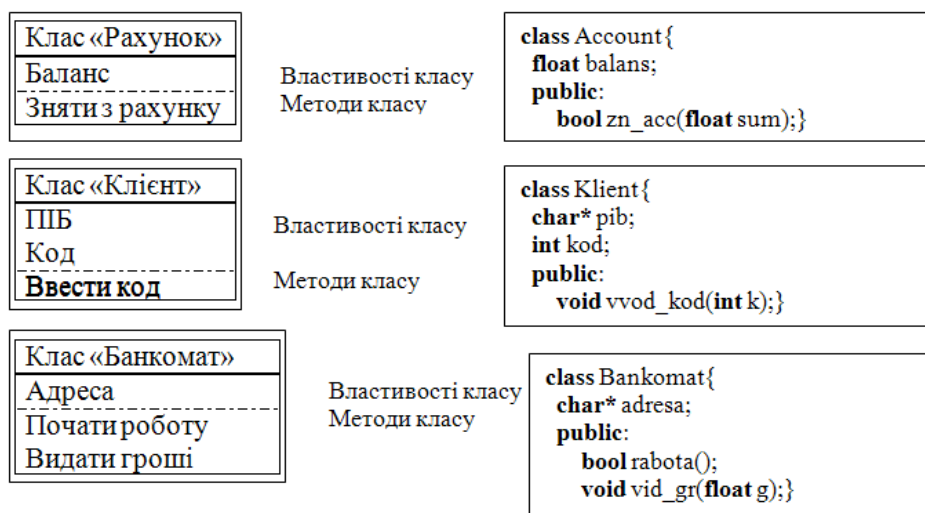 Клас «Рахунок»
Баланс
Зняти з рахунку
Властивості класу
Методи класу
class Account{
float balans;
public:
bool zn_acc(float sum);}
Клас «Клієнт»
ПІБ
Код
Ввести код
Властивості класу
Методи класу
class Klient{
char* pib;
int kod;
public:
void vvod_kod(int k);}
Клас «Банкомат»
Адреса
Почати роботу
Видати гроші
Властивості класу
Методи класу
class Bankomat{
char* adresa;
public:
bool rabota();
void vid_gr(float g);}